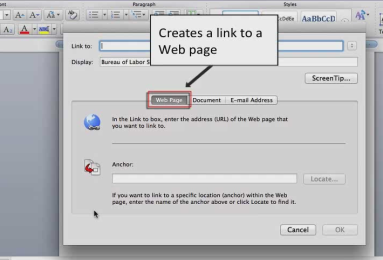 Paragraph
Styles
AaBbCcD
Creates a link to a
Web page
Link to:
Display: Bureau of Labor S
ScreenTip...
Web Page Document E-mail Address
In the Link to box, enter the address (URL) of the Web page that
you want to link to.
Anchor:
Locate...
If you want to link to a specific location (anchor) within the Web
page, enter the name of the anchor above or click Locate to find it.
Cancel OK